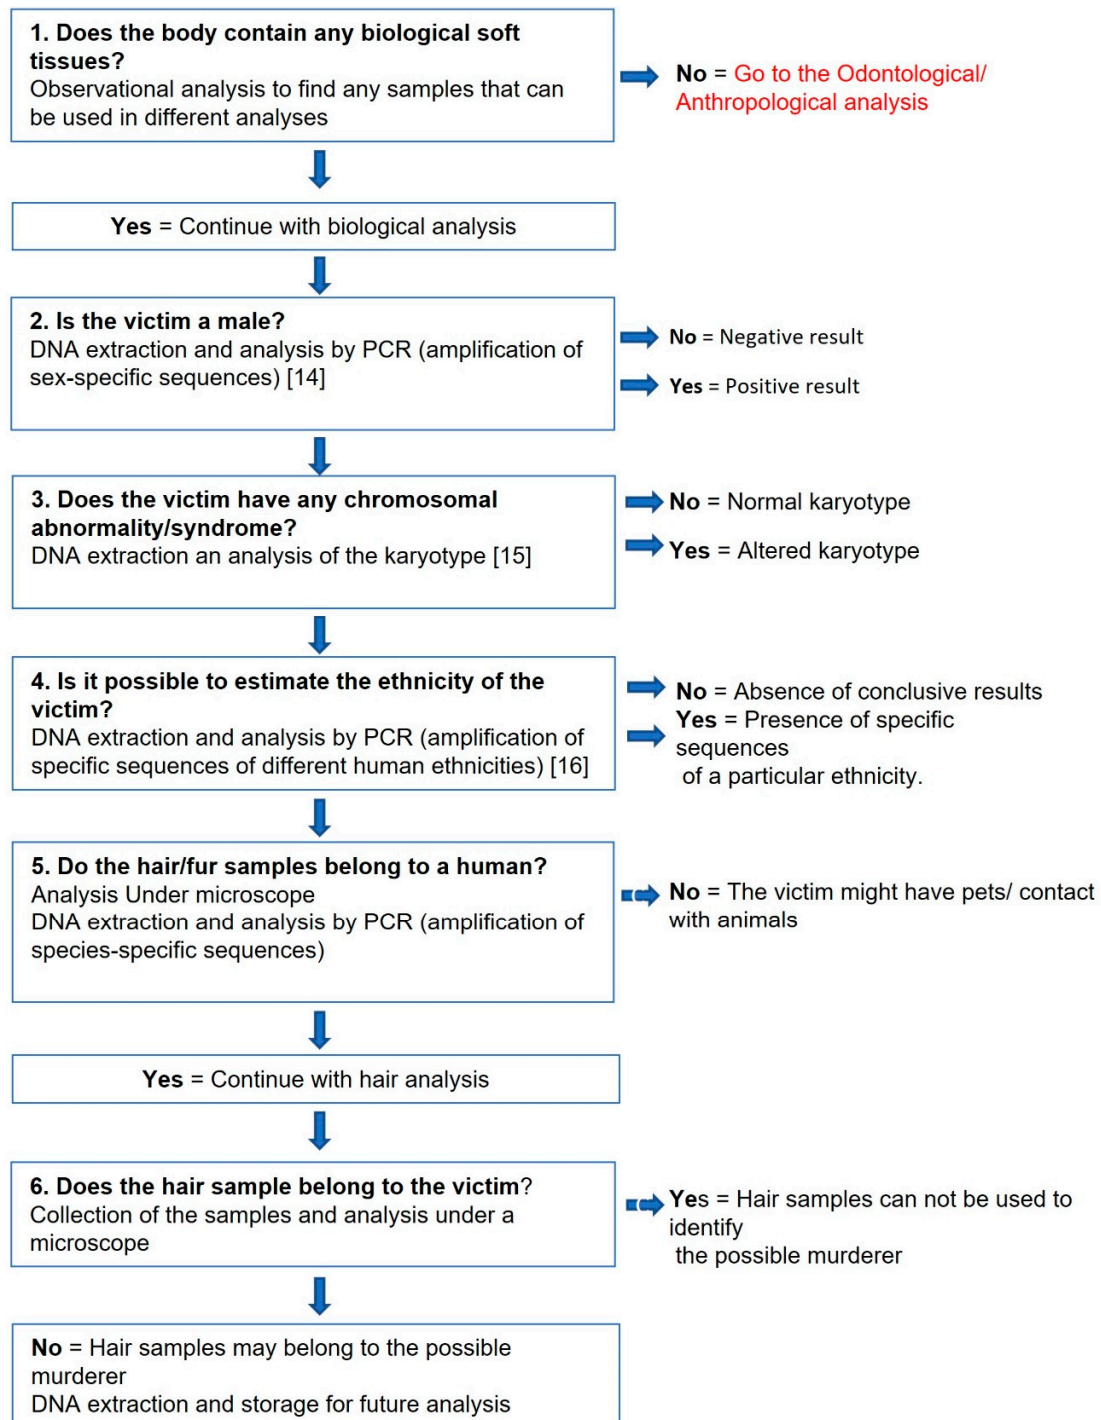 1. Does the body contain any biological soft
tissues?
Observational analysis to find any samples that can
be used in different analyses
No = Go to the Odontological/
Anthropological analysis
Yes = Continue with biological analysis
2. Is the victim a male?
DNA extraction and analysis by PCR (amplification of
sex-specific sequences) [14]
No = Negative result
Yes = Positive result
3. Does the victim have any chromosomal
abnormality/syndrome?
DNA extraction an analysis of the karyotype [15]
No = Normal karyotype
Yes = Altered karyotype
4. Is it possible to estimate the ethnicity of the
victim?
DNA extraction and analysis by PCR (amplification of
specific sequences of different human ethnicities) [16]
No = Absence of conclusive results
Yes = Presence of specific
sequences
of a particular ethnicity.
5. Do the hair/fur samples belong to a human?
Analysis Under microscope
DNA extraction and analysis by PCR (amplification of
species-specific sequences)
No = The victim might have pets/ contact
with animals
Yes = Continue with hair analysis
6. Does the hair sample belong to the victim?
Collection of the samples and analysis under a
microscope
Yes = Hair samples can not be used to
identify
the possible murderer
No = Hair samples may belong to the possible
murderer
DNA extraction and storage for future analysis